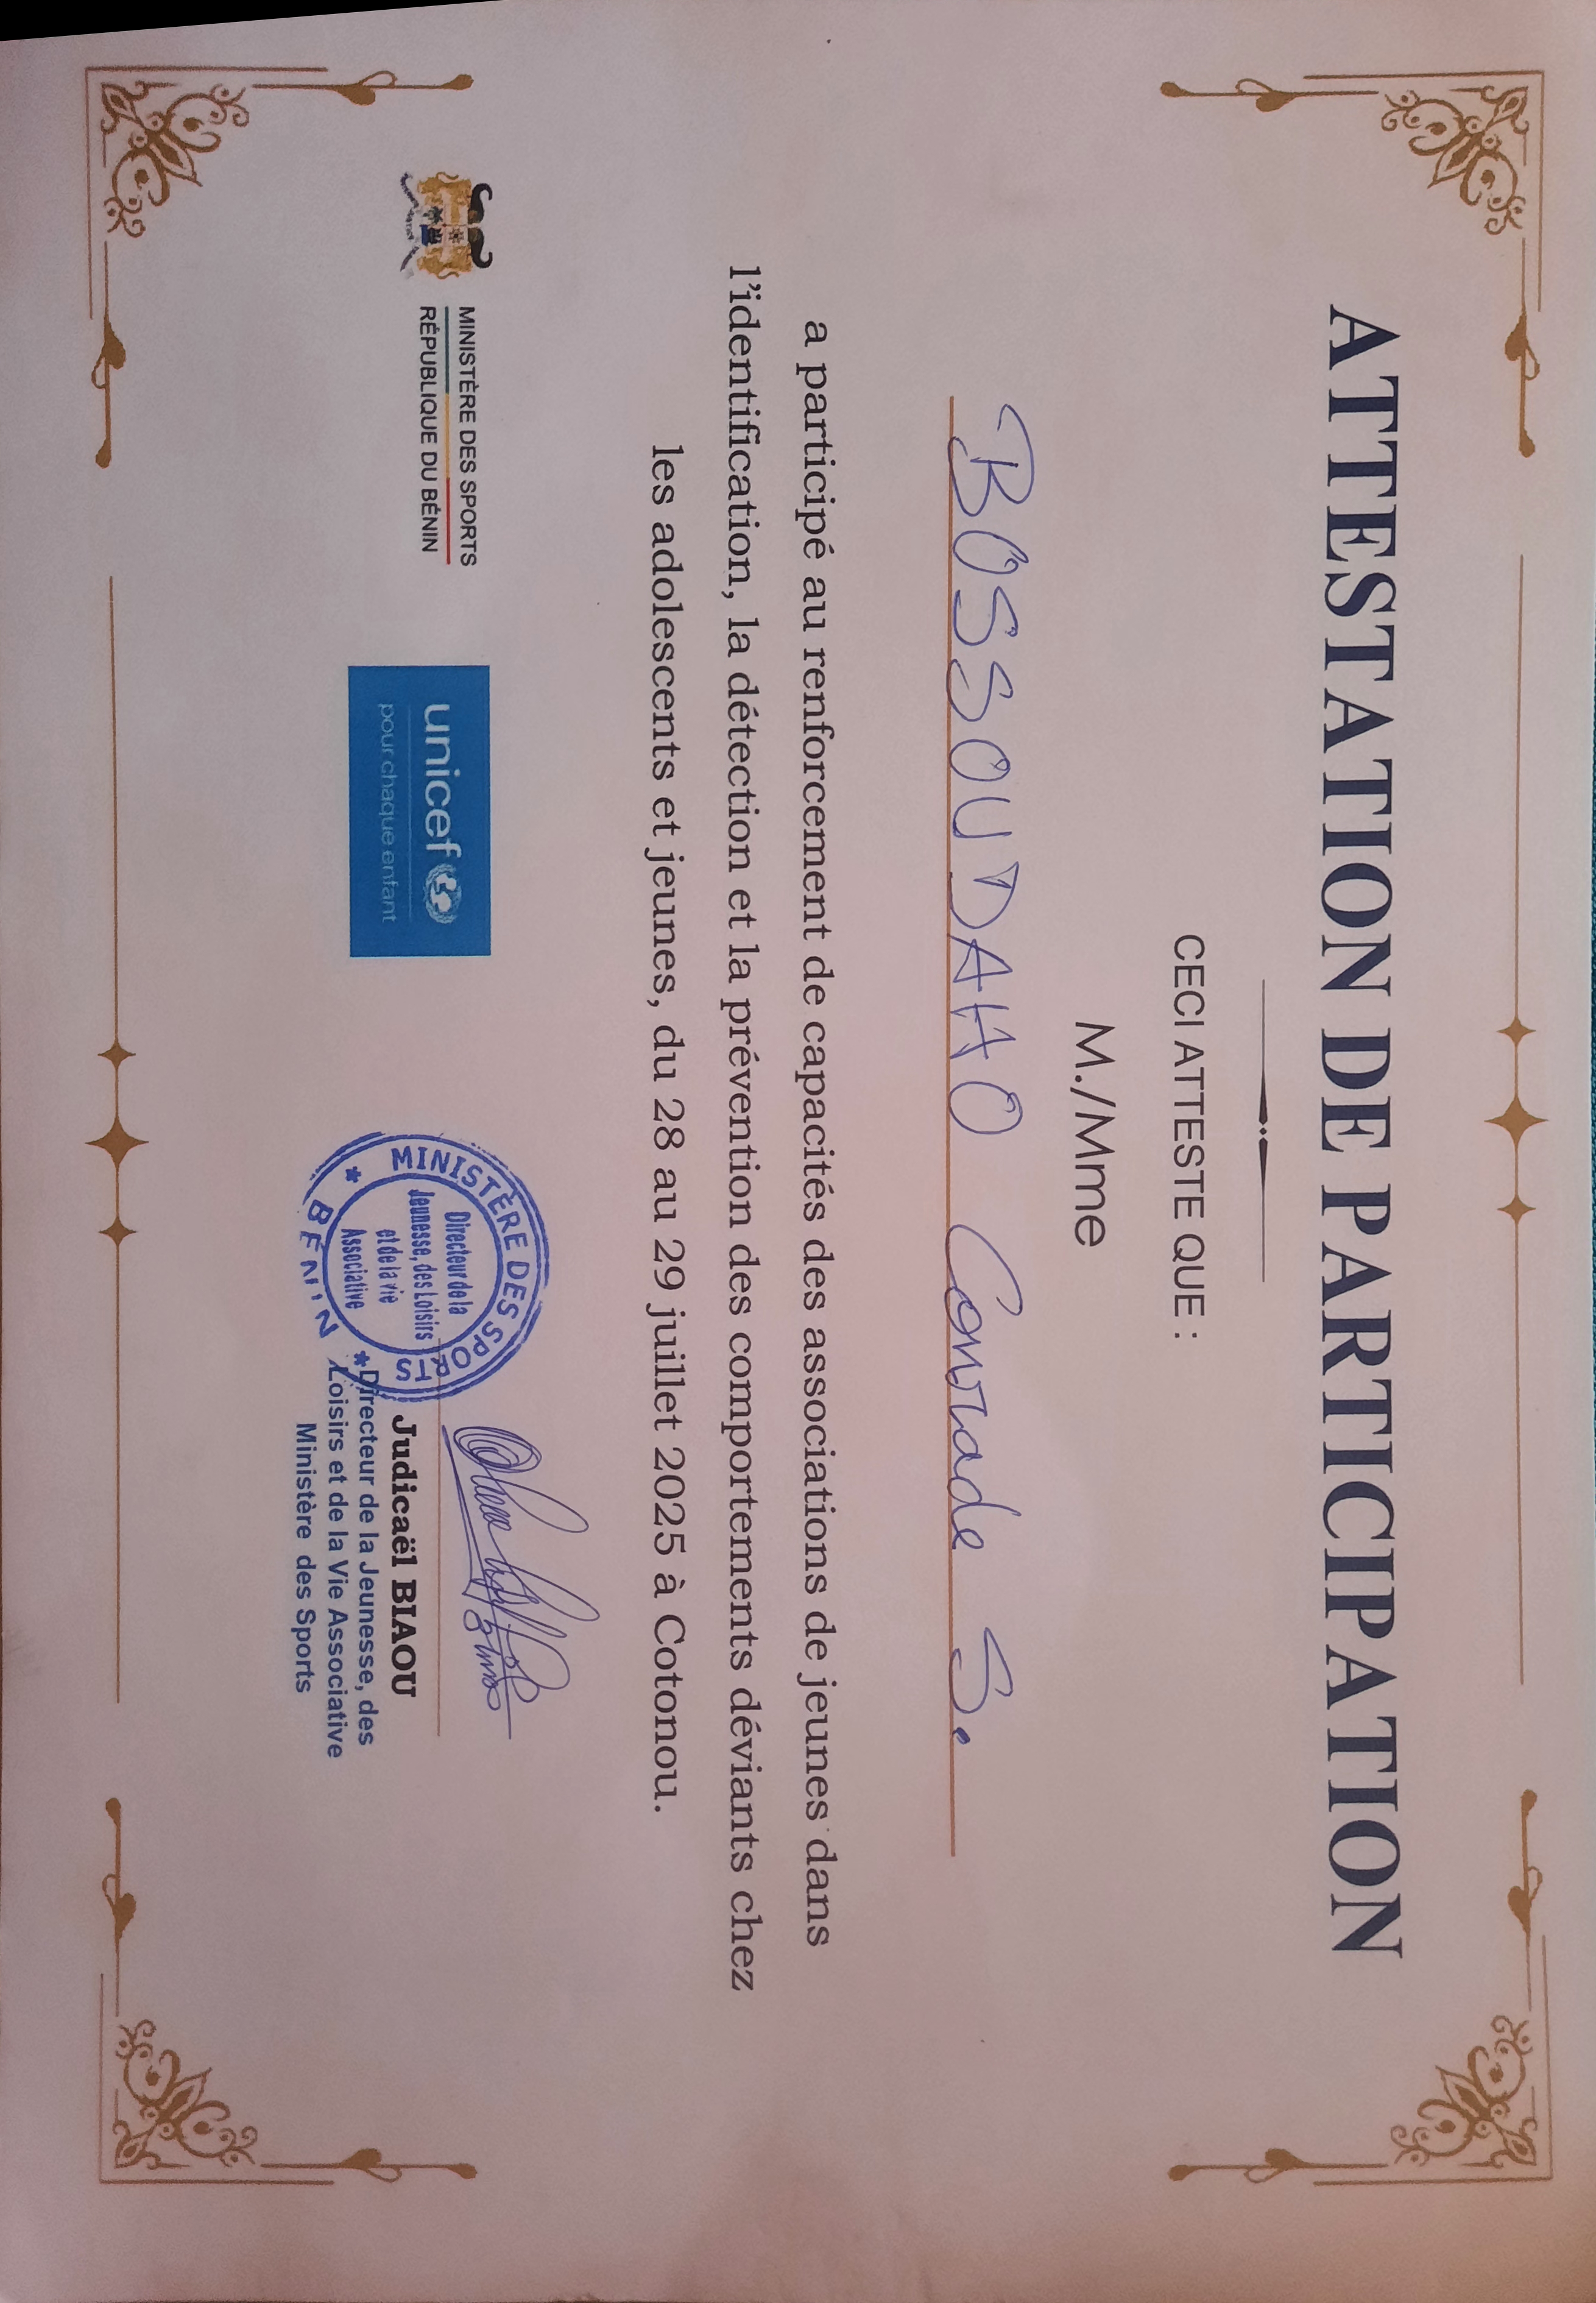 ATTESTATION DE PARTICIPATION
CECI ATTESTE QUE :
M./Mme
BOSSOUDAHO Conrade S.
a participé au renforcement de capacités des associations de jeunes dans
l'identification, la détection et la prévention des comportements déviants chez
les adolescents et jeunes, du 28 au 29 juillet 2025 à Cotonou.
MINISTÈRE DES SPORTS
RÉPUBLIQUE DU BÉNIN
unicef
pour chaque enfant
MINISTÈRE DES SPORTS
Directeur de la
Jeunesse, des Loisirs
et de la vie
Associative
* BÉNIN *
Judicaël BIAOU
Directeur de la Jeunesse, des
Loisirs et de la Vie Associative
Ministère des Sports